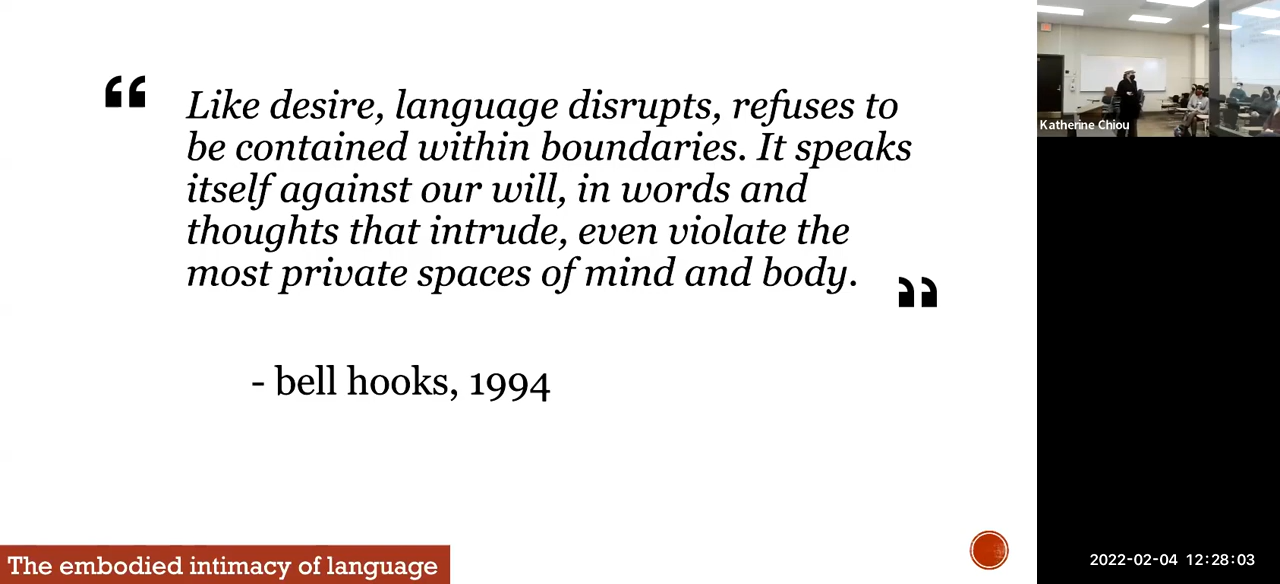 “
Like desire, language disrupts, refuses to
be contained within boundaries. It speaks
itself against our will, in words and
thoughts that intrude, even violate the
most private spaces of mind and body.
”
- bell hooks, 1994
The embodied intimacy of language
Katherine Chiou
2022-02-04 12:28:03